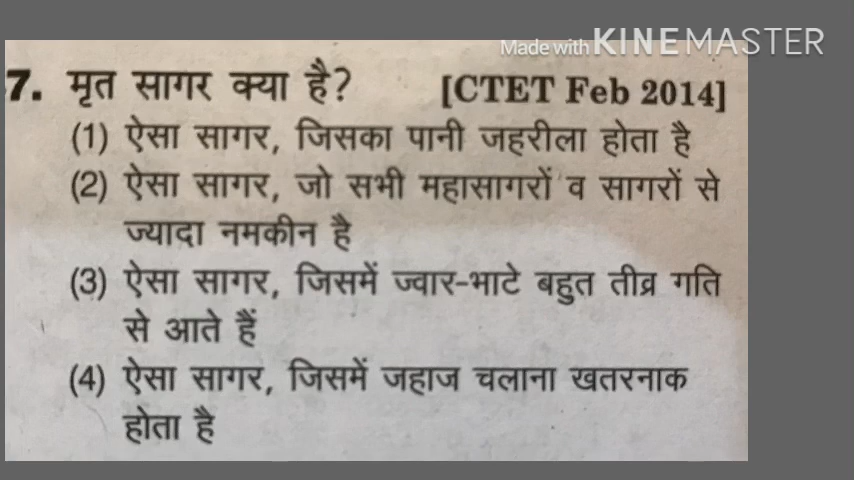 Made with KINEMASTER
7. मृत सागर क्या है? [CTET Feb 2014]
(1) ऐसा सागर, जिसका पानी जहरीला होता है
(2) ऐसा सागर, जो सभी महासागरों व सागरों से
ज्यादा नमकीन है
(3) ऐसा सागर, जिसमें ज्वार-भाटे बहुत तीव्र गति
से आते हैं
(4) ऐसा सागर, जिसमें जहाज चलाना खतरनाक
होता है